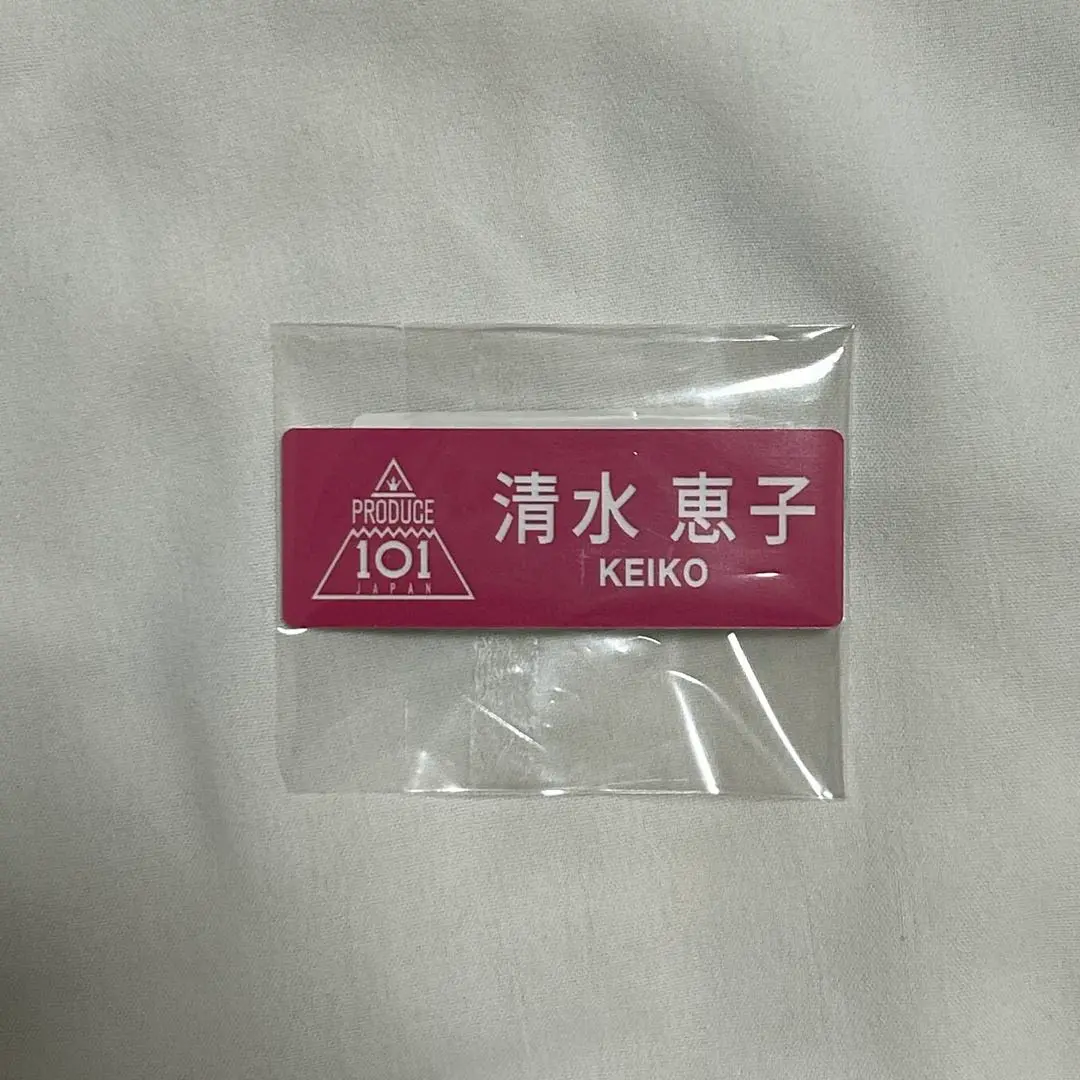 PRODUCE
101
JAPAN
清水 恵子
KEIKO